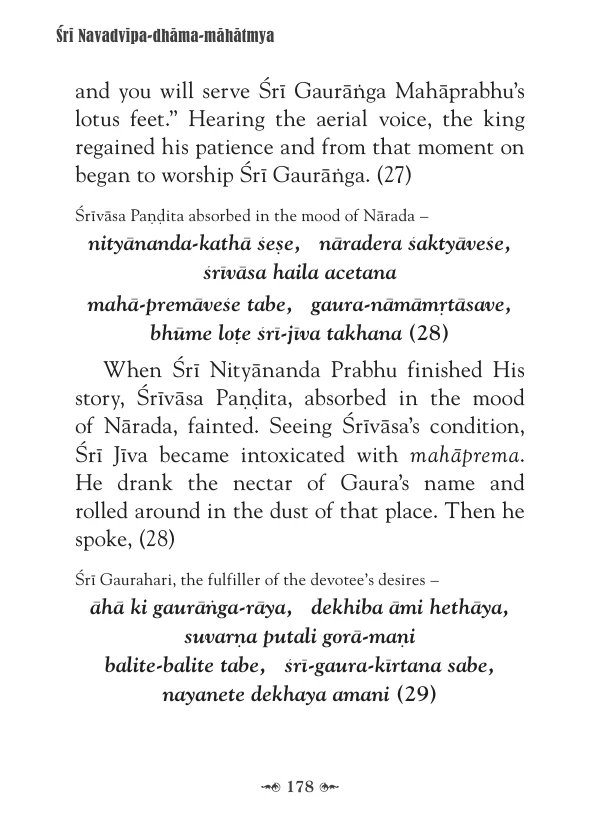 Śrī Navadvīpa-dhāma-māhātmya
and you will serve Śrī Gaurāṅga Mahāprabhu’s
lotus feet.” Hearing the aerial voice, the king
regained his patience and from that moment on
began to worship Śrī Gaurāṅga. (27)
Śrīvāsa Paṇḍita absorbed in the mood of Nārada –
nityānanda-kathā śeṣe, nāradera śaktyāveśe,
śrīvāsa haila acetana
mahā-premāveśe tabe, gaura-nāmāmṛtāsave,
bhūme loṭe śrī-jīva takhana (28)
When Śrī Nityānanda Prabhu finished His
story, Śrīvāsa Paṇḍita, absorbed in the mood
of Nārada, fainted. Seeing Śrīvāsa’s condition,
Śrī Jīva became intoxicated with mahāprema.
He drank the nectar of Gaura’s name and
rolled around in the dust of that place. Then he
spoke, (28)
Śrī Gaurahari, the fulfiller of the devotee’s desires –
āhā ki gaurāṅga-rāya, dekhiba āmi hethāya,
suvarṇa putali gorā-maṇi
balite-balite tabe, śrī-gaura-kīrtana sabe,
nayanete dekhaya amani (29)
178